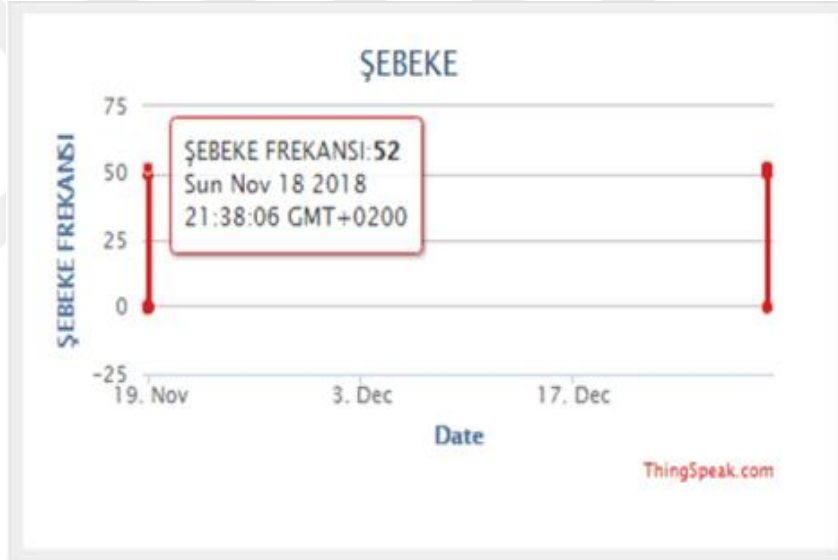 ŞEBEKE
ŞEBEKE FREKANSI
75
50
25
0
-25
ŞEBEKE FREKANSI:52
Sun Nov 18 2018
21:38:06 GMT+0200
19. Nov
3. Dec
17. Dec
Date
ThingSpeak.com